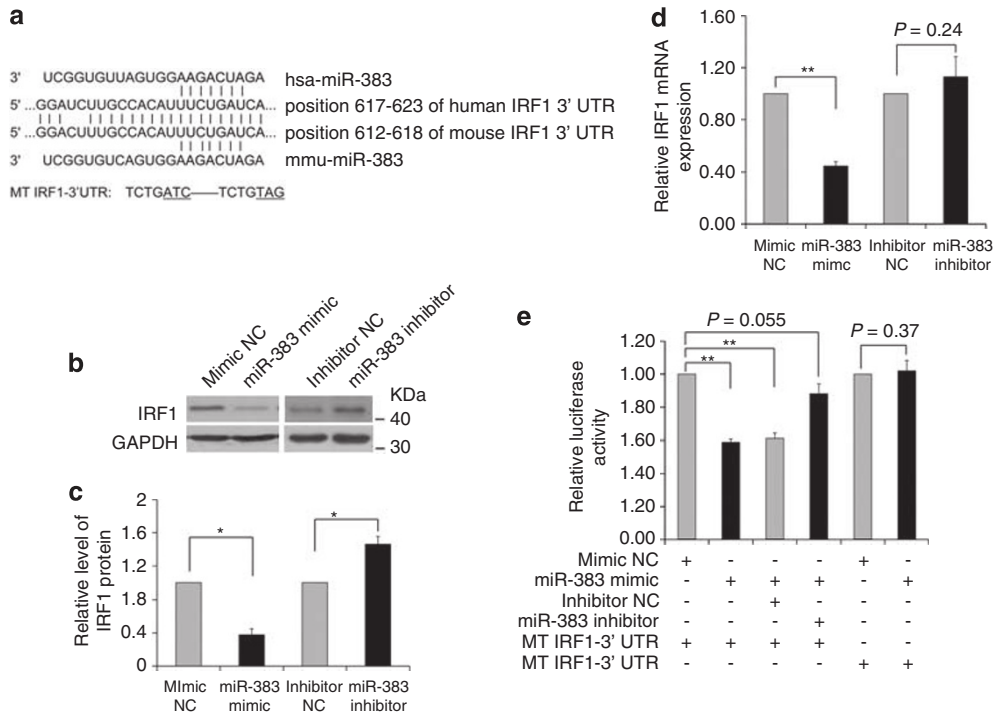 a
3' UCGGUGUUAGUGGAAGACUAGA hsa-miR-383
5' ...GGAUCUUGCCACAUUUCUGAUCA... position 617-623 of human IRF1 3' UTR
5' ...GGACUUUGCCACAUUUCUGAUCA... position 612-618 of mouse IRF1 3' UTR
3' UCGGUGUCAGUGGAAGACUAGA mmu-miR-383
MT IRF1-3'UTR: TCTGATC——TCTGTAG
b
Mimic NC
miR-383 mimic
Inhibitor NC
miR-383 inhibitor
KDa
IRF1
40
GAPDH
30
c
Relative level of
IRF1 protein
2
1.6
1.2
0.4
0
*
*
MImic
NC
miR-383
mimic
Inhibitor
NC
miR-383
inhibitor
d
Relative IRF1 mRNA
expression
1.60
1.20
0.80
0.40
0.00
**
P = 0.24
Mimic
NC
miR-383
mimc
Inhibitor
NC
miR-383
inhibitor
e
Relative luciferase
activity
1.00
1.80
1.60
1.40
1.20
0.00
P = 0.055
**
**
P = 0.37
Mimic NC + - - - + -
miR-383 mimic - + + + - +
Inhibitor NC - - + - - -
miR-383 inhibitor - - - + - -
MT IRF1-3' UTR + + + + - -
MT IRF1-3' UTR - - - - + +